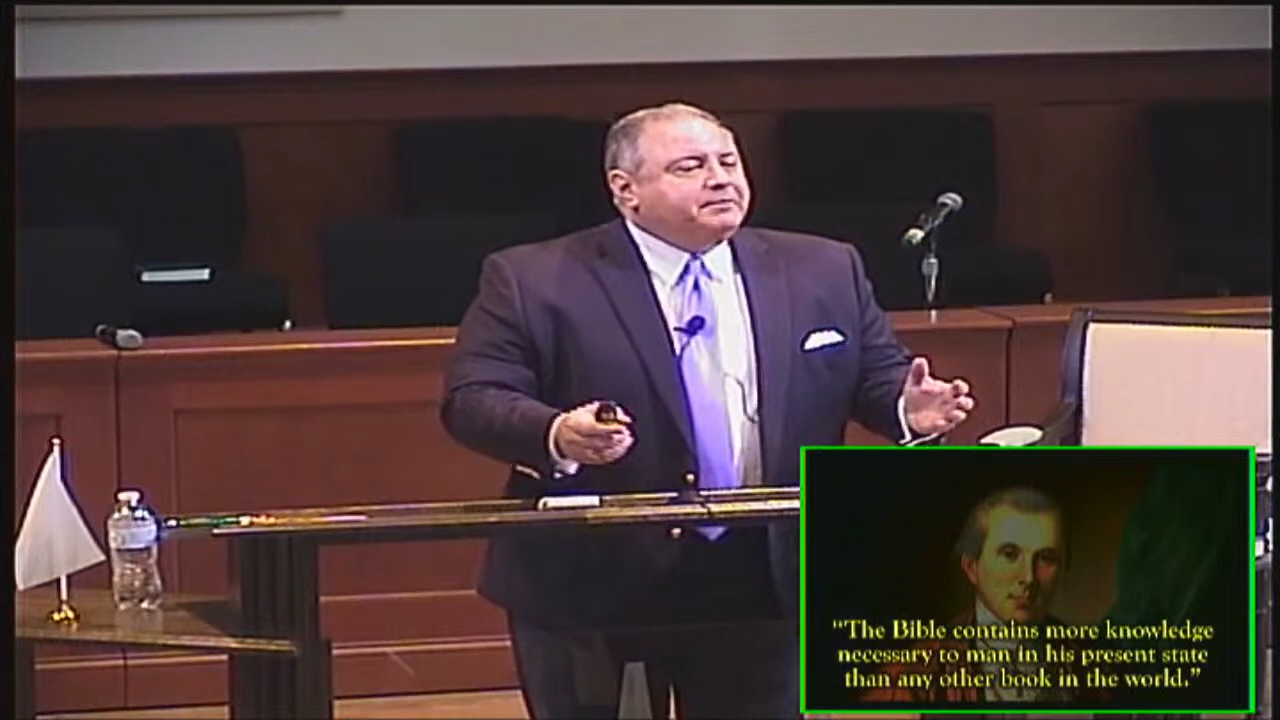 “The Bible contains more knowledge
necessary to man in his present state
than any other book in the world.”